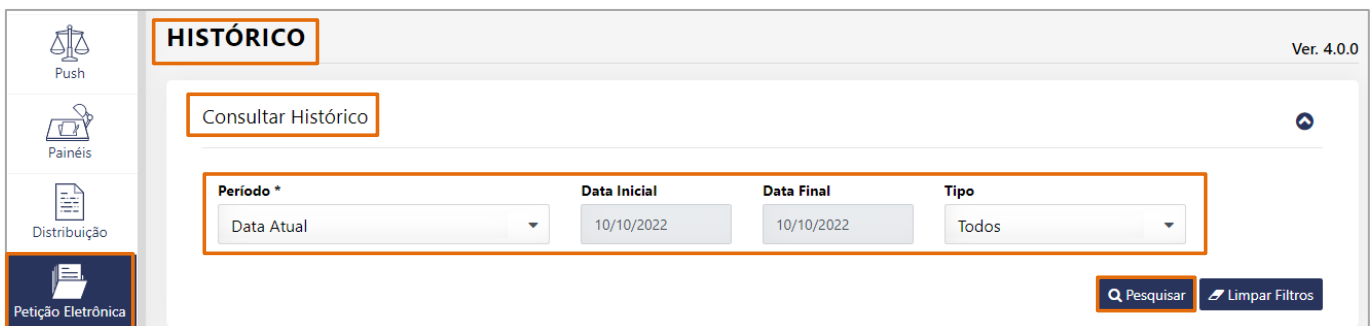 Push
Painéis
Distribuição
Petição Eletrônica
HISTÓRICO
Ver. 4.0.0
Consultar Histórico
Período * Data Inicial Data Final Tipo
Data Atual 10/10/2022 10/10/2022 Todos
Pesquisar Limpar Filtros